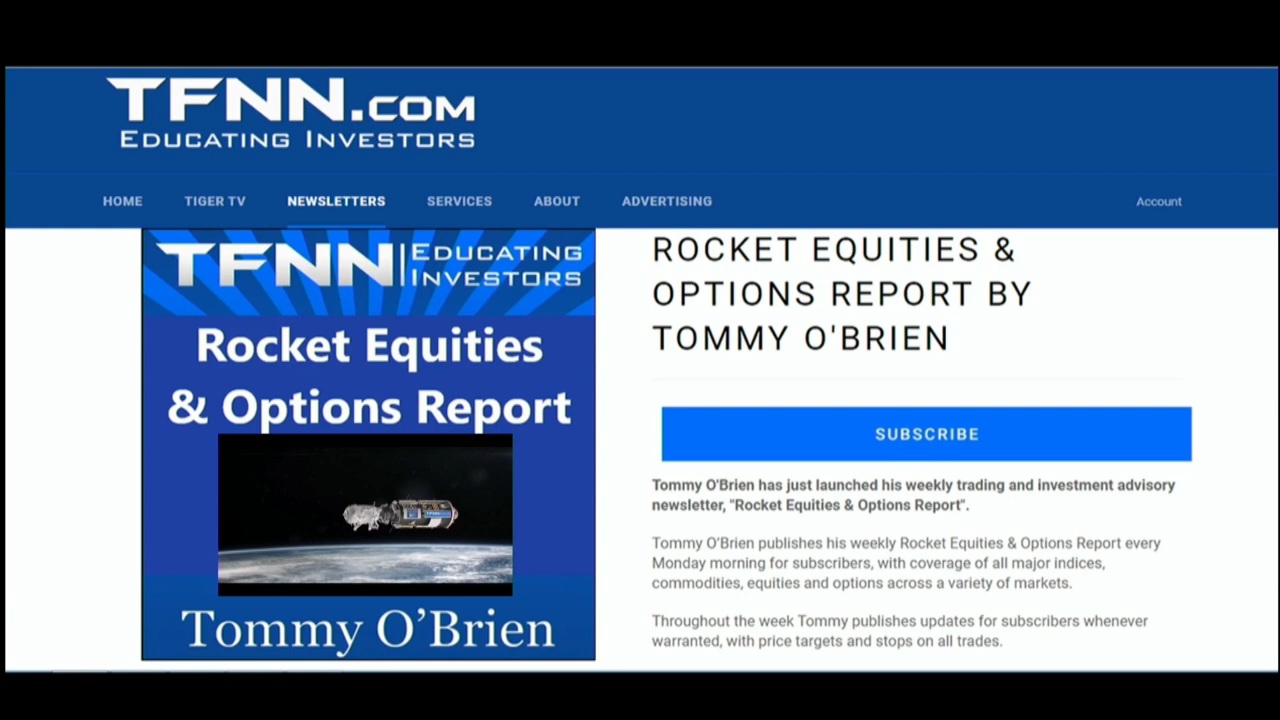 TFNN.COM
EDUCATING INVESTORS
HOME TIGER TV NEWSLETTERS SERVICES ABOUT ADVERTISING Account
TFNN EDUCATING
INVESTORS
Rocket Equities
& Options Report
Tommy O’Brien
ROCKET EQUITIES &
OPTIONS REPORT BY
TOMMY O'BRIEN
SUBSCRIBE
Tommy O'Brien has just launched his weekly trading and investment advisory
newsletter, "Rocket Equities & Options Report".
Tommy O'Brien publishes his weekly Rocket Equities & Options Report every
Monday morning for subscribers, with coverage of all major indices,
commodities, equities and options across a variety of markets.
Throughout the week Tommy publishes updates for subscribers whenever
warranted, with price targets and stops on all trades.